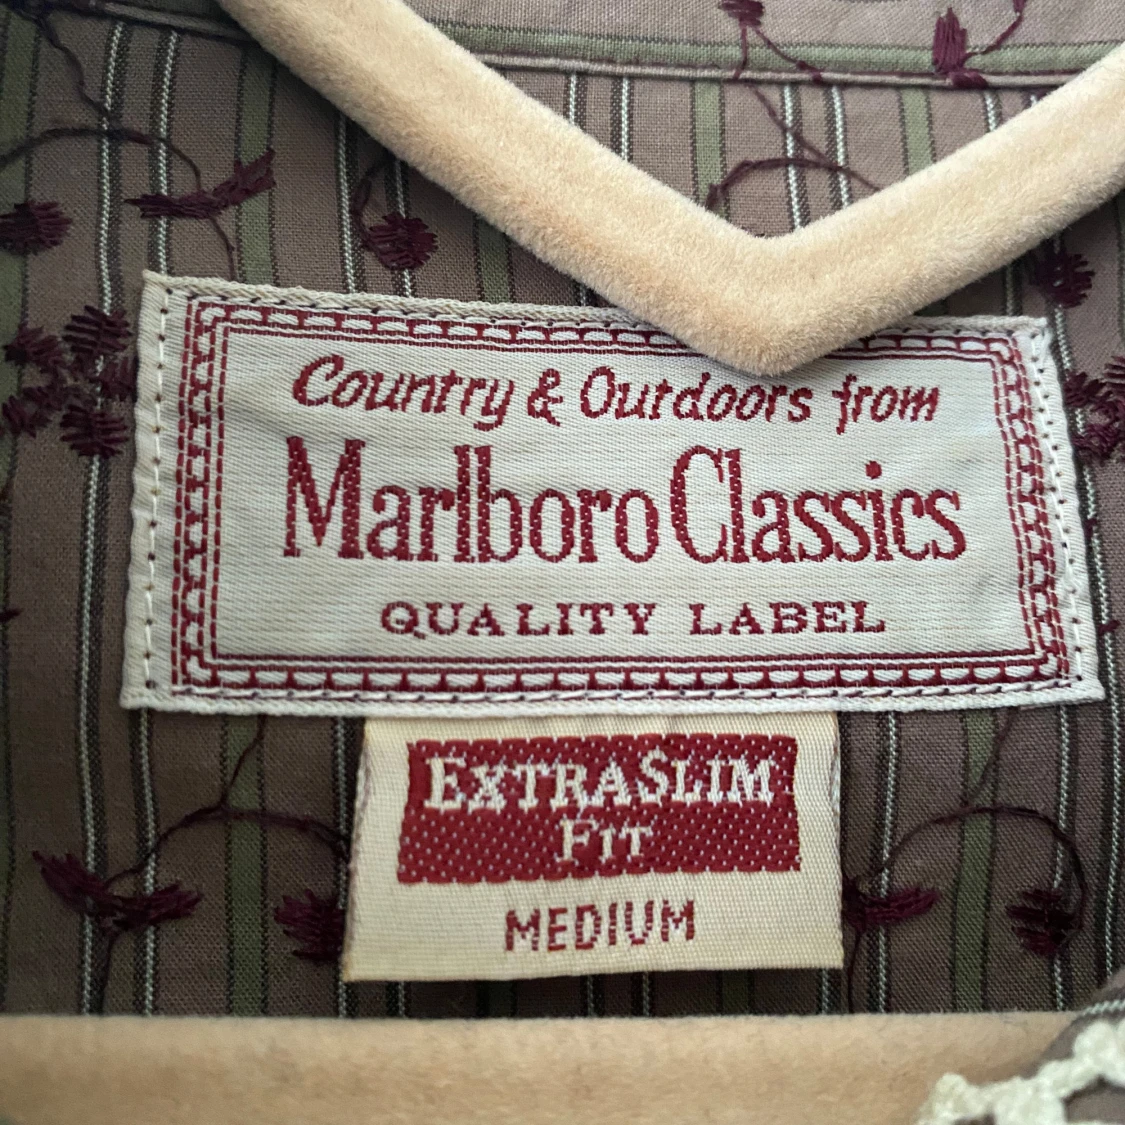 Country & Outdoors from
Marlboro Classics
QUALITY LABEL
EXTRASLIM
FIT
MEDIUM